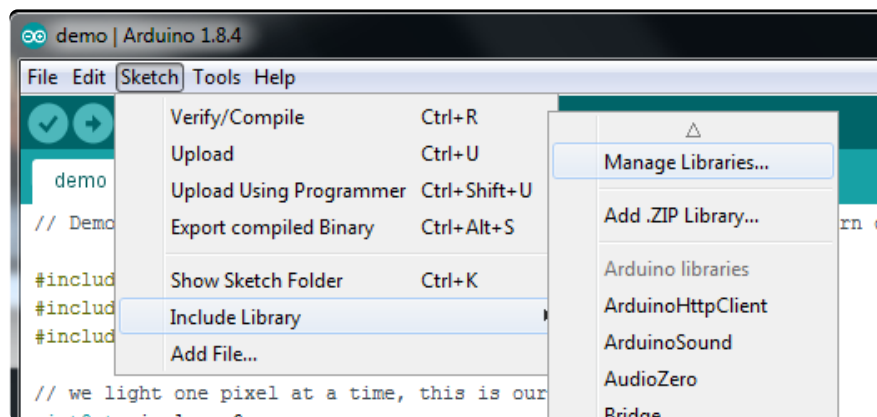 demo | Arduino 1.8.4
File Edit Sketch Tools Help
Verify/Compile Ctrl+R
Upload Ctrl+U
Upload Using Programmer Ctrl+Shift+U
Export compiled Binary Ctrl+Alt+S
Show Sketch Folder Ctrl+K
Include Library
Add File...
Manage Libraries...
Add .ZIP Library...
Arduino libraries
ArduinoHttpClient
ArduinoSound
AudioZero
Bridge
demo
// Demo
#includ
#includ
#includ
// we light one pixel at a time, this is our